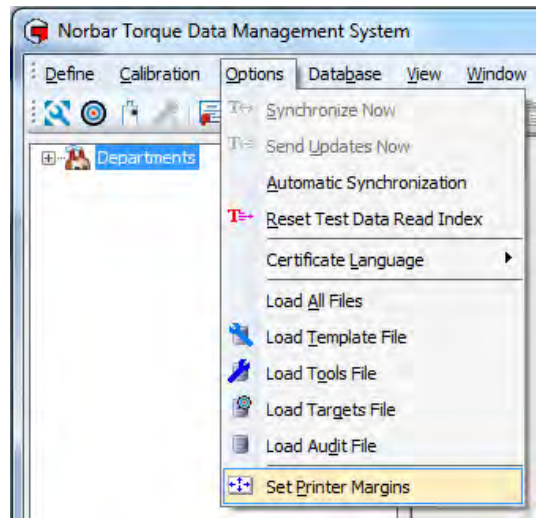 Norbar Torque Data Management System
Define Calibration Options Database View Window
Synchronize Now
Send Updates Now
Departments
Automatic Synchronization
Reset Test Data Read Index
Certificate Language
Load All Files
Load Template File
Load Tools File
Load Targets File
Load Audit File
Set Printer Margins